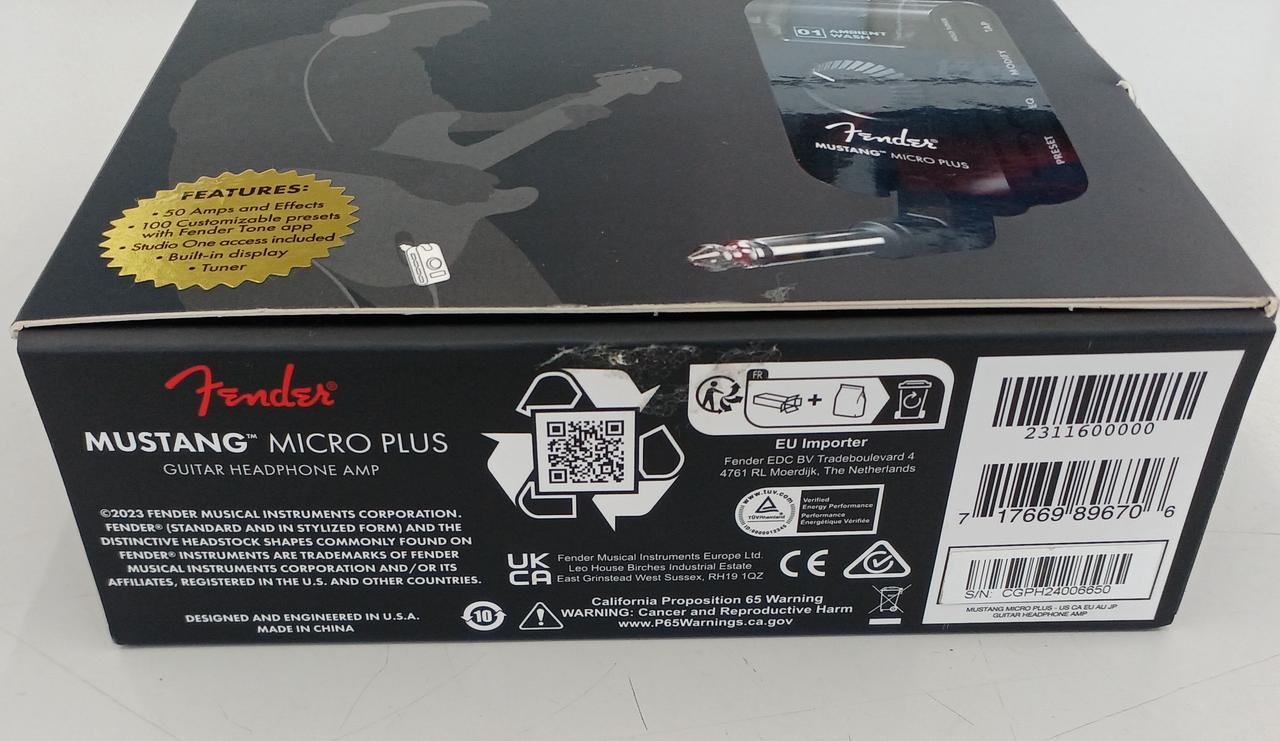 01 AMBIENT
WASH
TAP
MODIFY
PRESET
Fender®
MUSTANG™ MICRO PLUS
FEATURES:
• 50 Amps and Effects
• 100 Customizable presets
with Fender Tone app
• Studio One access included
• Built-in display
• Tuner
Fender®
MUSTANG™ MICRO PLUS
GUITAR HEADPHONE AMP
©2023 FENDER MUSICAL INSTRUMENTS CORPORATION.
FENDER® (STANDARD AND IN STYLIZED FORM) AND THE
DISTINCTIVE HEADSTOCK SHAPES COMMONLY FOUND ON
FENDER® INSTRUMENTS ARE TRADEMARKS OF FENDER
MUSICAL INSTRUMENTS CORPORATION AND/OR ITS
AFFILIATES, REGISTERED IN THE U.S. AND OTHER COUNTRIES.
DESIGNED AND ENGINEERED IN U.S.A.
MADE IN CHINA
FR
+
EU Importer
Fender EDC BV Tradeboulevard 4
4761 RL Moerdijk, The Netherlands
www.tuv.com
TÜVRheinland
Verified
Energy Performance
Performance
Énergétique Vérifiée
UK
CA
Fender Musical Instruments Europe Ltd.
Leo House Birches Industrial Estate
East Grinstead West Sussex, RH19 1QZ
CE
10
California Proposition 65 Warning
WARNING: Cancer and Reproductive Harm
www.P65Warnings.ca.gov
2311600000
7 17669 89670 6
S/N: CGPH24006650
MUSTANG MICRO PLUS - US CA EU AU JP
GUITAR HEADPHONE AMP